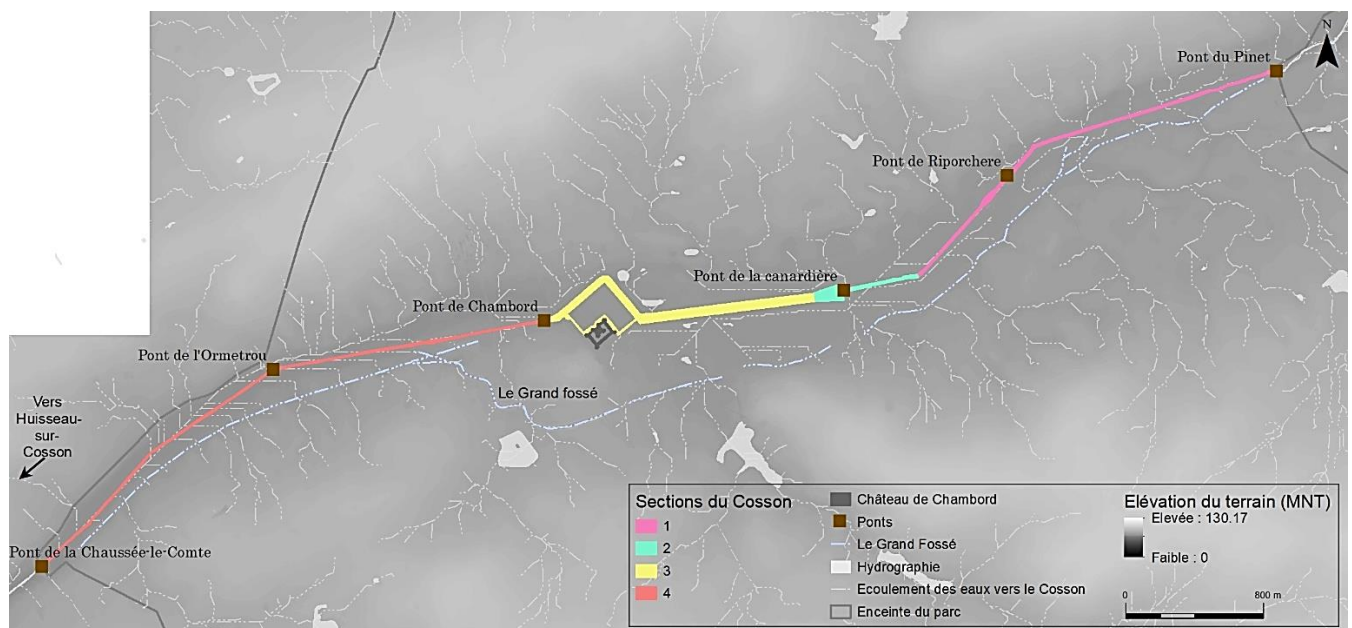 N
Pont du Pinet
Pont de Riporchere
Pont de la canardière
Pont de Chambord
Pont de l'Ormetrou
Le Grand fossé
Vers
Huisseau-
sur-
Cosson
Pont de la Chaussée-le-Comte
Sections du Cosson
1
2
3
4
Château de Chambord
Ponts
Le Grand Fossé
Hydrographie
Ecoulement des eaux vers le Cosson
Enceinte du parc
Elévation du terrain (MNT)
Elevée : 130.17
Faible : 0
0 800 m